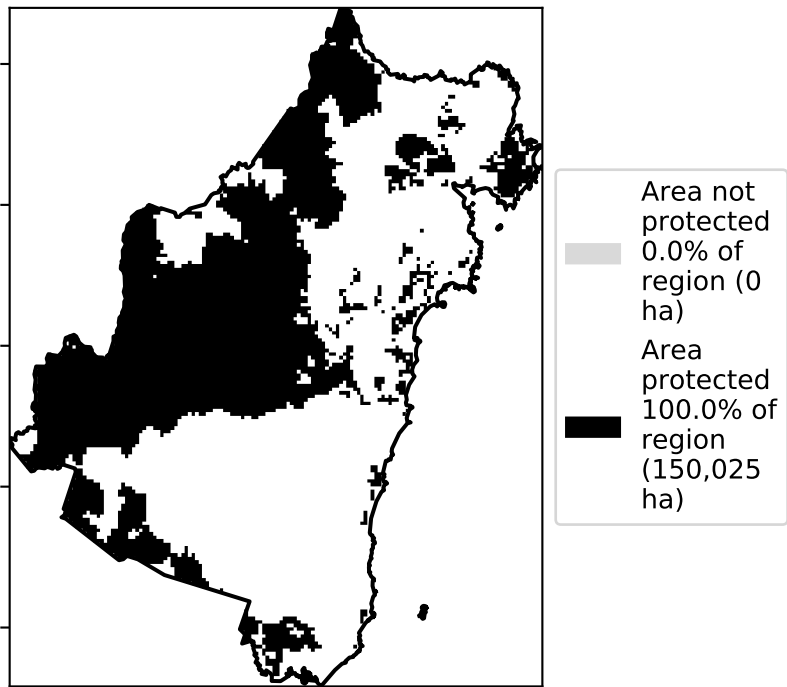 Area not
protected
0.0% of
region (0
ha)
Area
protected
100.0% of
region
(150,025
ha)